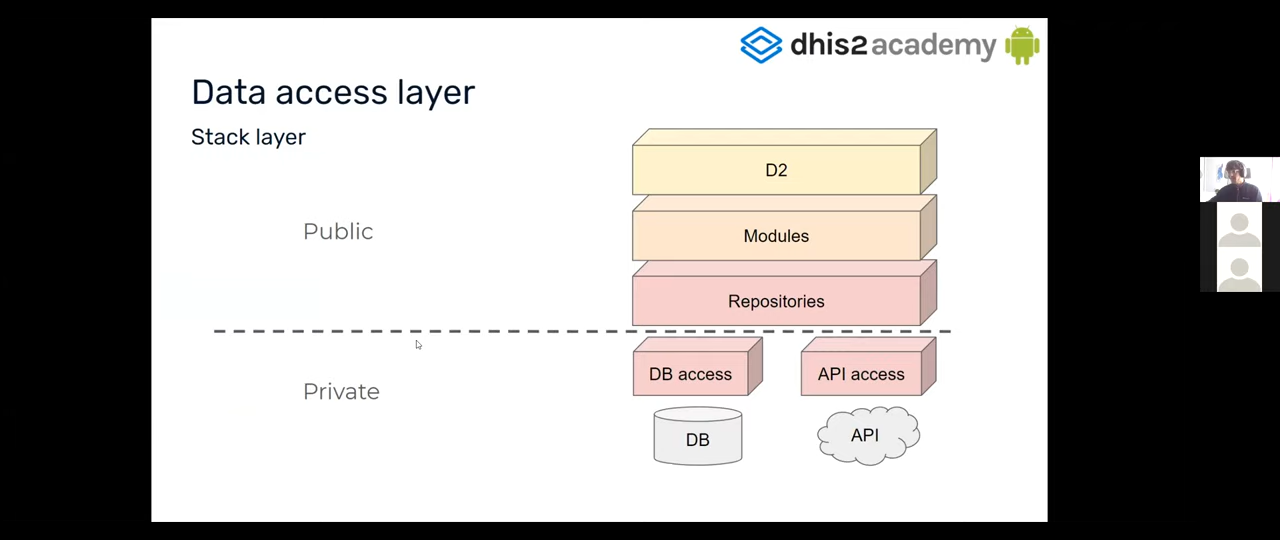 dhis2 academy
Data access layer
Stack layer
D2
Public
Modules
Repositories
DB access
API access
Private
DB
API